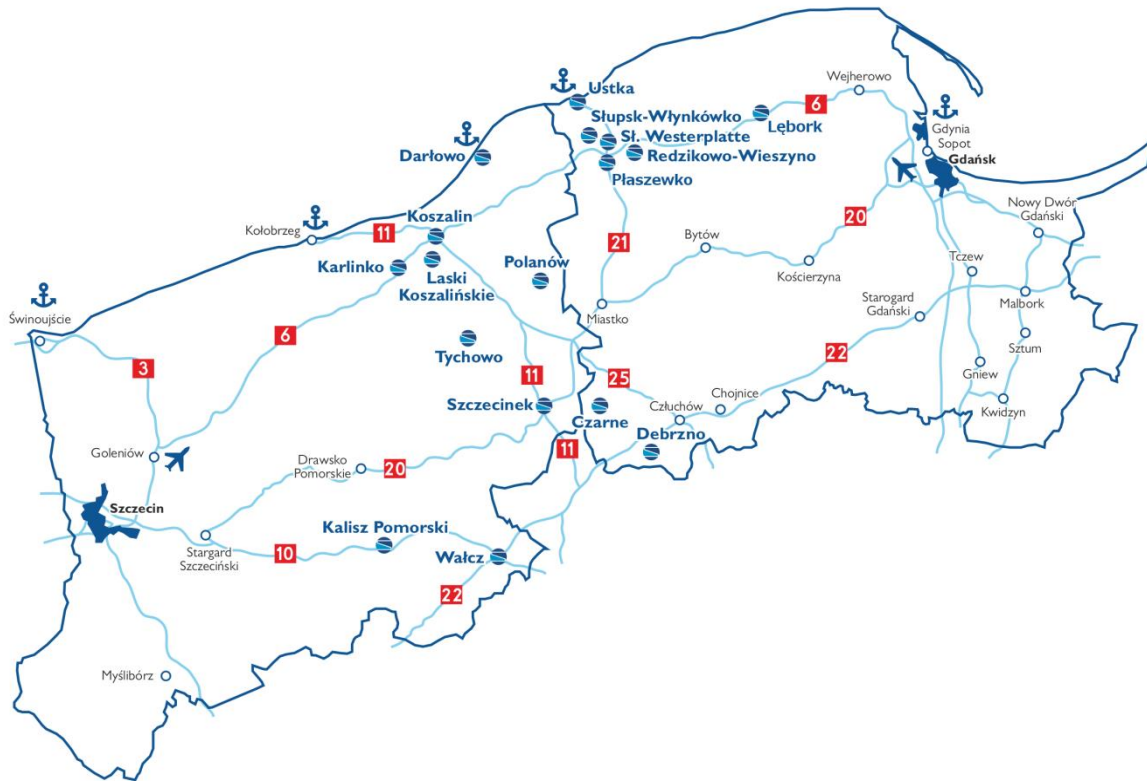 Wejherowo
Ustka
6
Słupsk-Włynkówko
Lębork
Sł. Westerplatte
Gdynia
Sopot
Gdańsk
Darłowo
Redzikowo-Wieszyno
Płaszewko
Nowy Dwór
Gdański
Koszalin
Kołobrzeg
11
20
21
Bytów
Karlinko
Laski
Koszalińskie
Polanów
Kościerzyna
Tczew
Świnoujście
Miastko
Starogard
Gdański
Malbork
6
Tychowo
Sztum
3
11
25
22
Gniew
Szczecinek
Czarne
Człuchów
Chojnice
Kwidzyn
Debrzno
Goleniów
11
Drawsko
Pomorskie
20
Szczecin
Kalisz Pomorski
Stargard
Szczeciński
10
Wałcz
22
Myślibórz